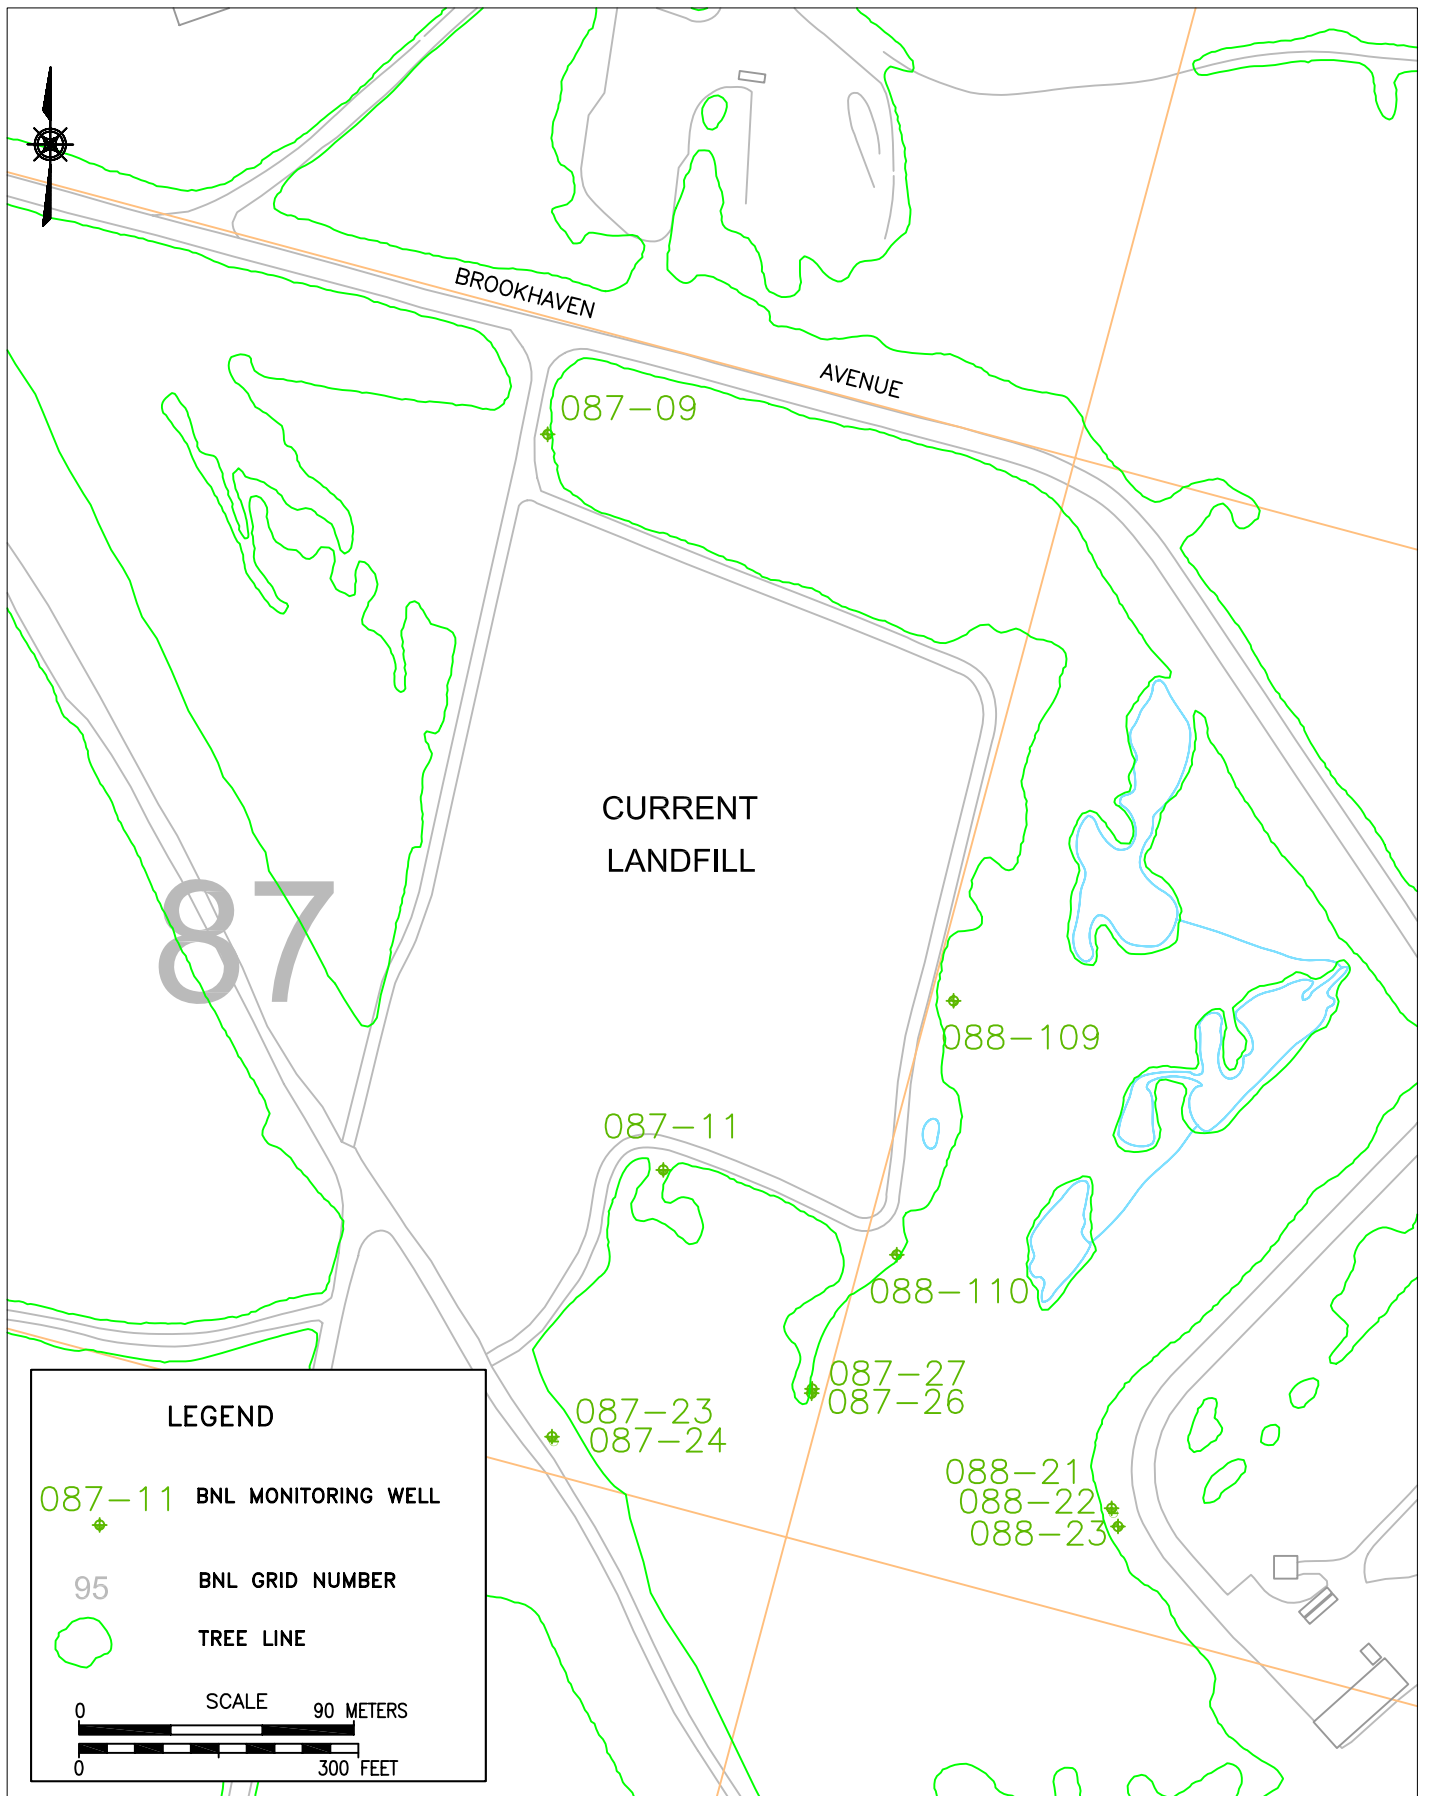 BROOKHAVEN
AVENUE
087-09
CURRENT
LANDFILL
87
088-109
087-11
088-110
087-27
087-26
087-23
087-24
088-21
088-22
088-23
LEGEND
087-11 BNL MONITORING WELL
95 BNL GRID NUMBER
TREE LINE
SCALE
0 90 METERS
0 300 FEET